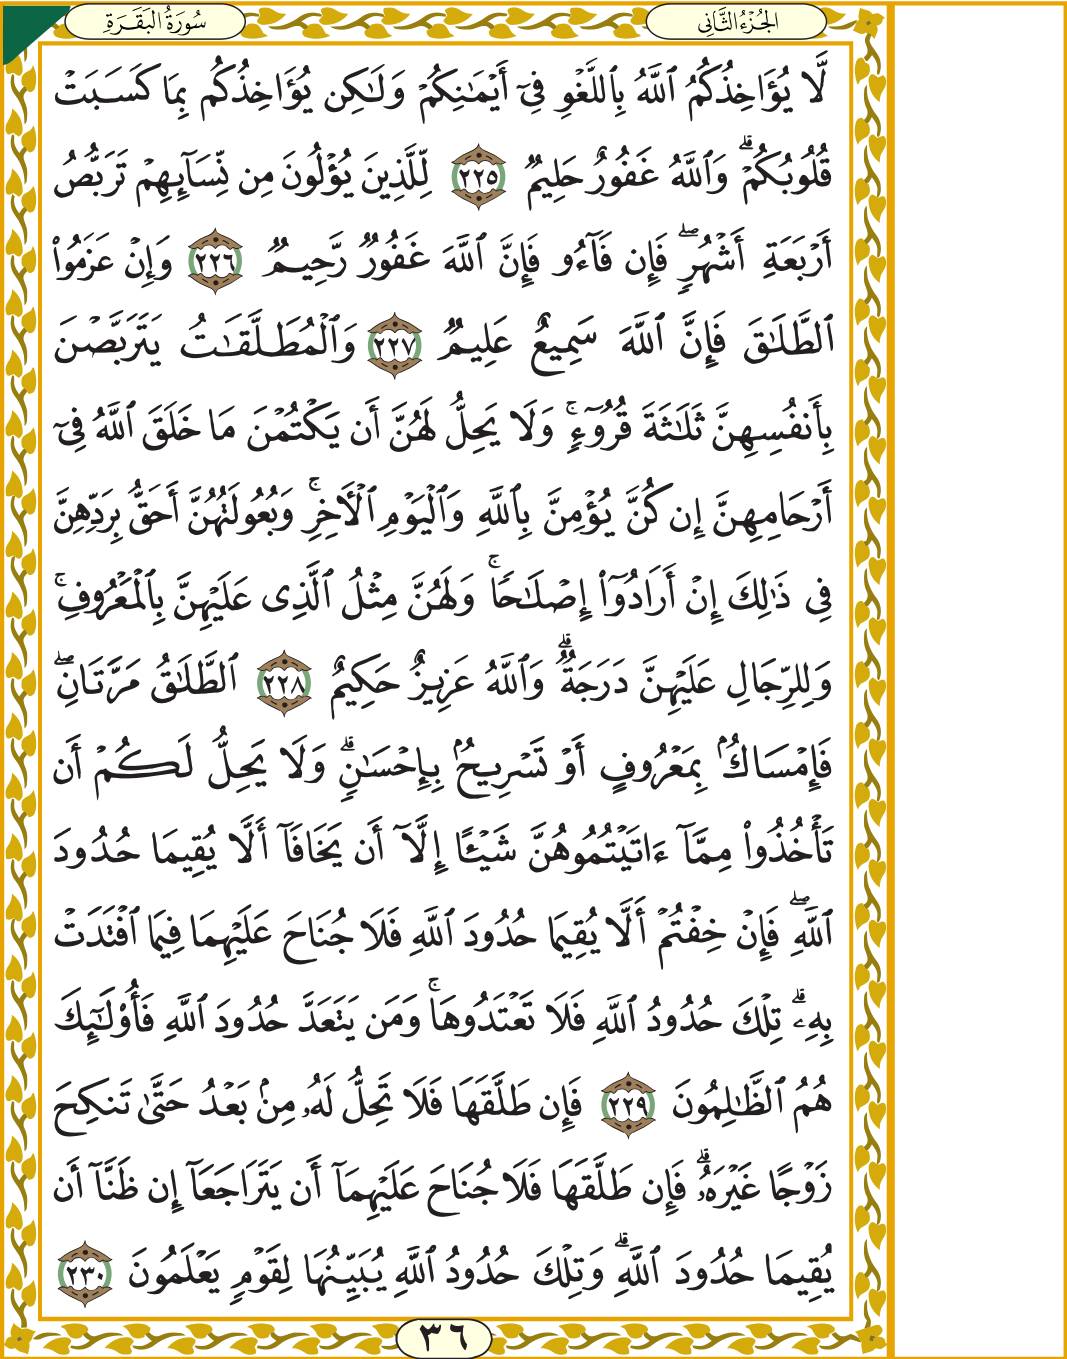 الجُزْءُ الثَّانِي
سُورَةُ البَقَرَةِ
لَّا يُؤَاخِذُكُمُ ٱللَّهُ بِٱللَّغْوِ فِىٓ أَيْمَٰنِكُمْ وَلَٰكِن يُؤَاخِذُكُم بِمَا كَسَبَتْ
قُلُوبُكُمْ ۗ وَٱللَّهُ غَفُورٌ حَلِيمٌ ٢٢٥ لِّلَّذِينَ يُؤْلُونَ مِن نِّسَآئِهِمْ تَرَبُّصُ
أَرْبَعَةِ أَشْهُرٍ ۖ فَإِن فَآءُو فَإِنَّ ٱللَّهَ غَفُورٌ رَّحِيمٌ ٢٢٦ وَإِنْ عَزَمُوا۟
ٱلطَّلَٰقَ فَإِنَّ ٱللَّهَ سَمِيعٌ عَلِيمٌ ٢٢٧ وَٱلْمُطَلَّقَٰتُ يَتَرَبَّصْنَ
بِأَنفُسِهِنَّ ثَلَٰثَةَ قُرُوٓءٍ ۚ وَلَا يَحِلُّ لَهُنَّ أَن يَكْتُمْنَ مَا خَلَقَ ٱللَّهُ فِىٓ
أَرْحَامِهِنَّ إِن كُنَّ يُؤْمِنَّ بِٱللَّهِ وَٱلْيَوْمِ ٱلْءَاخِرِ ۚ وَبُعُولَتُهُنَّ أَحَقُّ بِرَدِّهِنَّ
فِى ذَٰلِكَ إِنْ أَرَادُوٓا۟ إِصْلَٰحًا ۚ وَلَهُنَّ مِثْلُ ٱلَّذِى عَلَيْهِنَّ بِٱلْمَعْرُوفِ ۚ
وَلِلرِّجَالِ عَلَيْهِنَّ دَرَجَةٌ ۗ وَٱللَّهُ عَزِيزٌ حَكِيمٌ ٢٢٨ ٱلطَّلَٰقُ مَرَّتَانِ ۖ
فَإِمْسَاكٌۢ بِمَعْرُوفٍ أَوْ تَسْرِيحٌۢ بِإِحْسَٰنٍ ۗ وَلَا يَحِلُّ لَكُمْ أَن
تَأْخُذُوا۟ مِمَّآ ءَاتَيْتُمُوهُنَّ شَيْـًٔا إِلَّآ أَن يَخَافَآ أَلَّا يُقِيمَا حُدُودَ
ٱللَّهِ ۖ فَإِنْ خِفْتُمْ أَلَّا يُقِيمَا حُدُودَ ٱللَّهِ فَلَا جُنَاحَ عَلَيْهِمَا فِيمَا ٱفْتَدَتْ
بِهِۦ ۗ تِلْكَ حُدُودُ ٱللَّهِ فَلَا تَعْتَدُوهَا ۚ وَمَن يَتَعَدَّ حُدُودَ ٱللَّهِ فَأُو۟لَٰٓئِكَ
هُمُ ٱلظَّٰلِمُونَ ٢٢٩ فَإِن طَلَّقَهَا فَلَا تَحِلُّ لَهُۥ مِنۢ بَعْدُ حَتَّىٰ تَنكِحَ
زَوْجًا غَيْرَهُۥ ۗ فَإِن طَلَّقَهَا فَلَا جُنَاحَ عَلَيْهِمَآ أَن يَتَرَاجَعَآ إِن ظَنَّآ أَن
يُقِيمَا حُدُودَ ٱللَّهِ ۗ وَتِلْكَ حُدُودُ ٱللَّهِ يُبَيِّنُهَا لِقَوْمٍ يَعْلَمُونَ ٢٣٠
٣٦